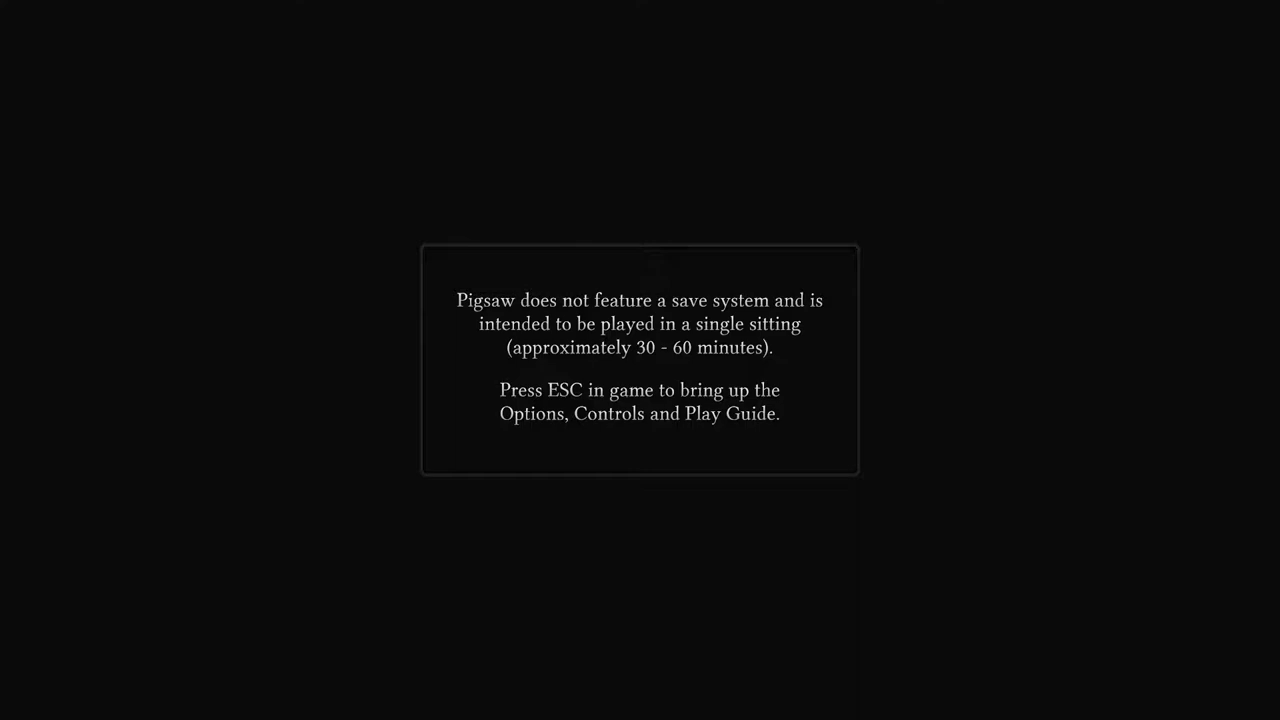 Pigsaw does not feature a save system and is
intended to be played in a single sitting
(approximately 30 - 60 minutes).
Press ESC in game to bring up the
Options, Controls and Play Guide.